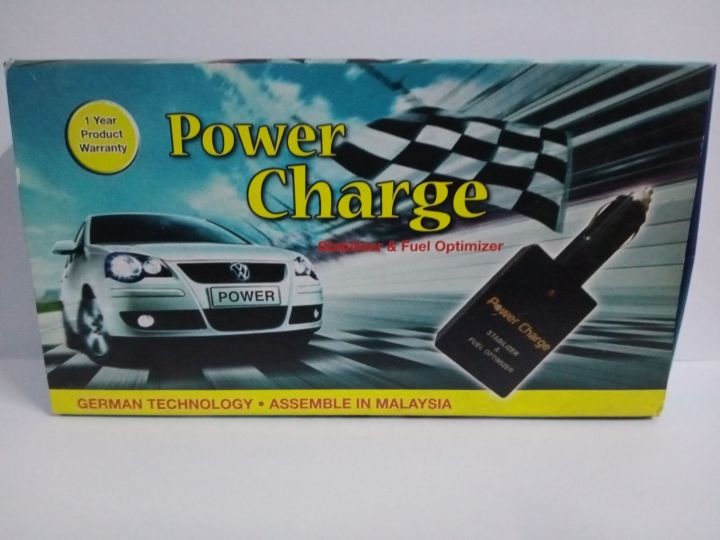 1 Year
Product
Warranty
Power
Charge
Stabilizer & Fuel Optimizer
POWER
Power Charge
STABILIZER
&
FUEL OPTIMIZER
GERMAN TECHNOLOGY • ASSEMBLE IN MALAYSIA